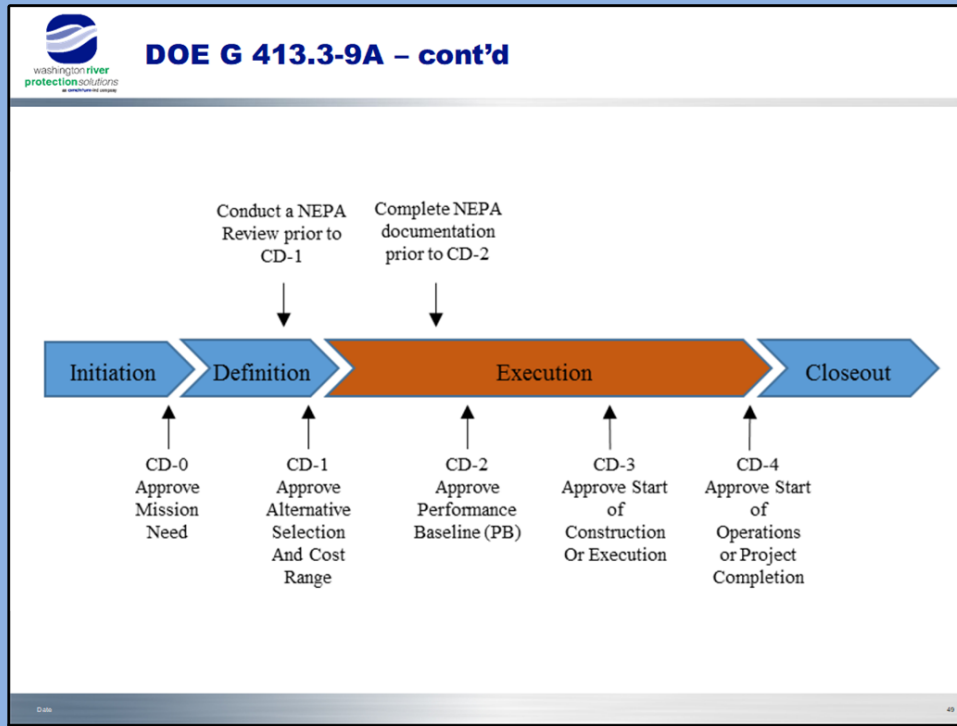 washington river
protection solutions
DOE G 413.3-9A – cont’d
Conduct a NEPA
Review prior to
CD-1
Complete NEPA
documentation
prior to CD-2
Initiation
Definition
Execution
Closeout
CD-0
Approve
Mission
Need
CD-1
Approve
Alternative
Selection
And Cost
Range
CD-2
Approve
Performance
Baseline (PB)
CD-3
Approve Start
of
Construction
Or Execution
CD-4
Approve Start
of
Operations
or Project
Completion
Date
49